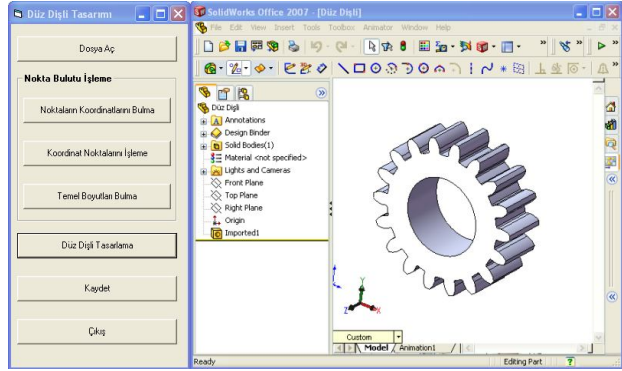 Düz Dişli Tasarımı
Dosya Aç
Nokta Bulutu İşleme
Noktaların Koordinatlarını Bulma
Koordinat Noktalarını İşleme
Temel Boyutları Bulma
Düz Dişli Tasarlama
Kaydet
Çıkış
SolidWorks Office 2007 - [Düz Dişli]
File Edit View Insert Tools Toolbox Animator Window Help
Düz Dişli
Annotations
Design Binder
Solid Bodies(1)
Material <not specified>
Lights and Cameras
Front Plane
Top Plane
Right Plane
Origin
Imported1
Y
Z X
Custom
Model Animation1
Ready Editing Part ?